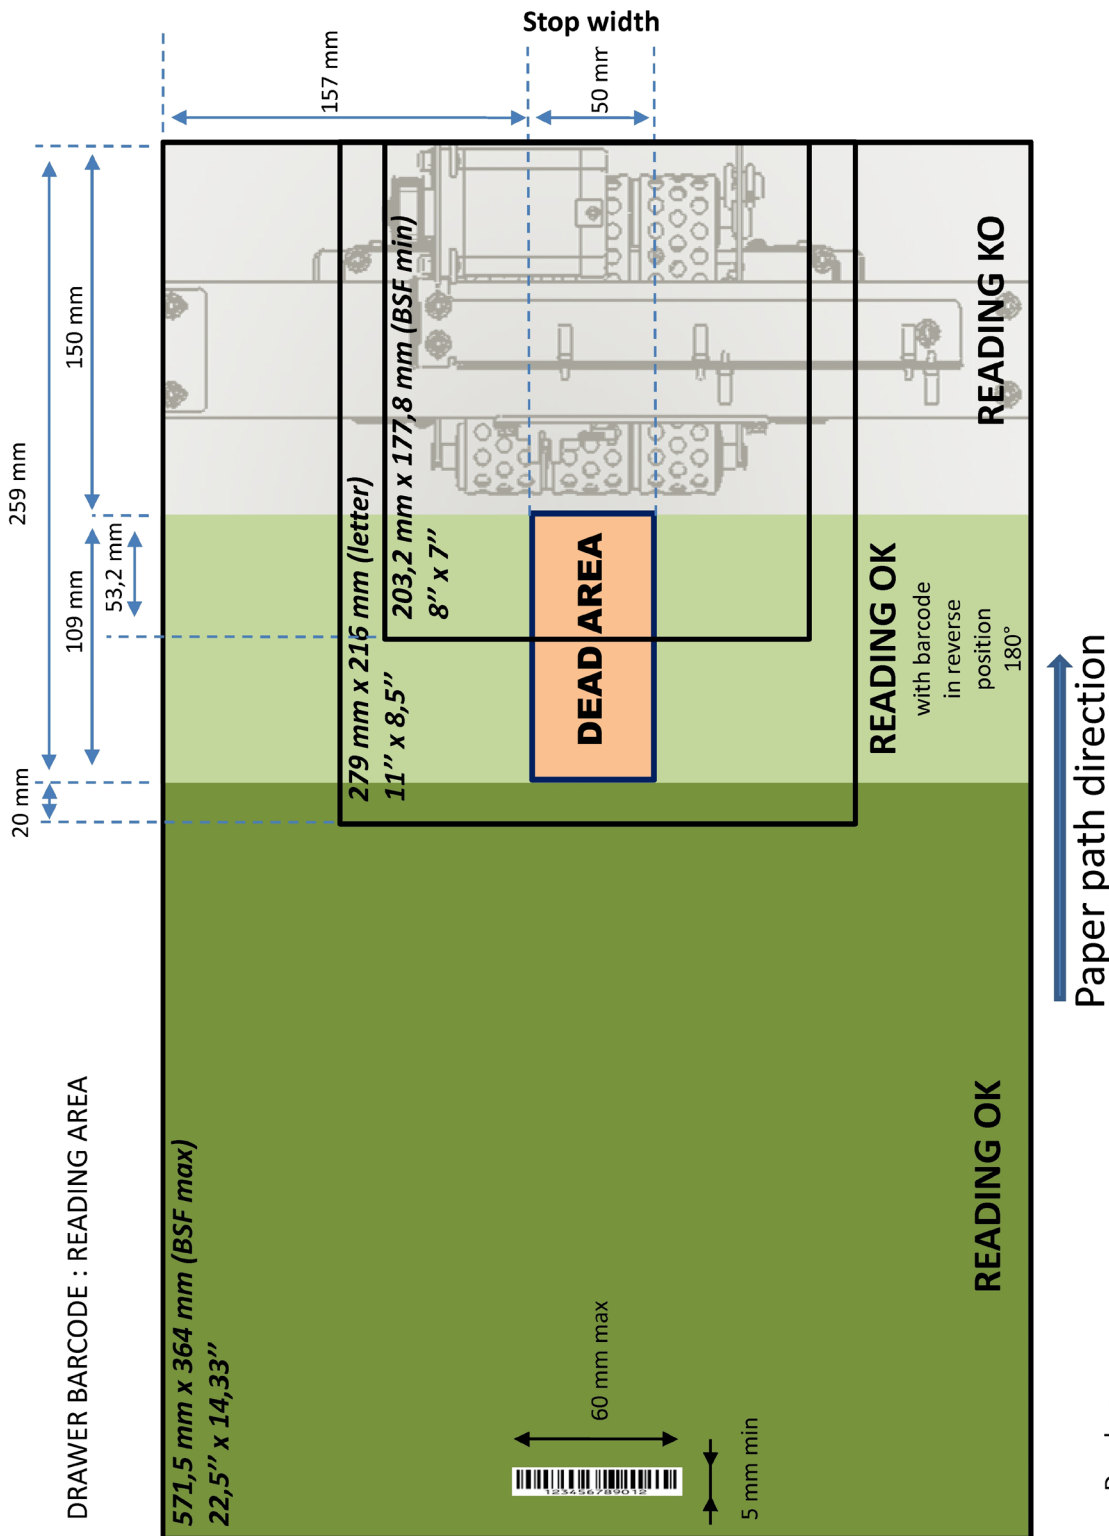 DRAWER BARCODE : READING AREA
571,5 mm x 364 mm (BSF max)
22,5’’ x 14,33’’
20 mm
259 mm
109 mm
150 mm
53,2 mm
279 mm x 216 mm (letter)
11’’ x 8,5’’
203,2 mm x 177,8 mm (BSF min)
8’’ x 7’’
157 mm
Stop width
50 mm
DEAD AREA
60 mm max
123456789012
5 mm min
READING OK
READING OK
with barcode
in reverse
position
180°
READING KO
Paper path direction